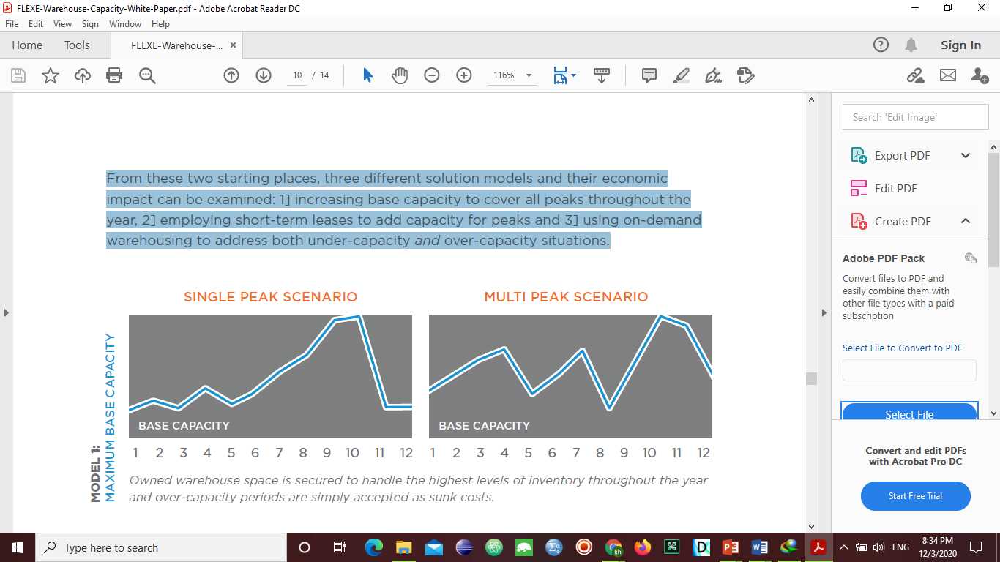 FLEXE-Warehouse-Capacity-White-Paper.pdf - Adobe Acrobat Reader DC
File Edit View Sign Window Help
Home Tools FLEXE-Warehouse-... × Sign In
10 / 14 116%
From these two starting places, three different solution models and their economic
impact can be examined: 1] increasing base capacity to cover all peaks throughout the
year, 2] employing short-term leases to add capacity for peaks and 3] using on-demand
warehousing to address both under-capacity and over-capacity situations.
SINGLE PEAK SCENARIO
BASE CAPACITY
1 2 3 4 5 6 7 8 9 10 11 12
MULTI PEAK SCENARIO
BASE CAPACITY
1 2 3 4 5 6 7 8 9 10 11 12
MODEL 1:
MAXIMUM BASE CAPACITY
Owned warehouse space is secured to handle the highest levels of inventory throughout the year
and over-capacity periods are simply accepted as sunk costs.
Search 'Edit Image'
Export PDF
Edit PDF
Create PDF
Adobe PDF Pack
Convert files to PDF and
easily combine them with
other file types with a paid
subscription
Select File to Convert to PDF
Select File
Convert and edit PDFs
with Acrobat Pro DC
Start Free Trial
Type here to search
ENG
8:34 PM
12/3/2020